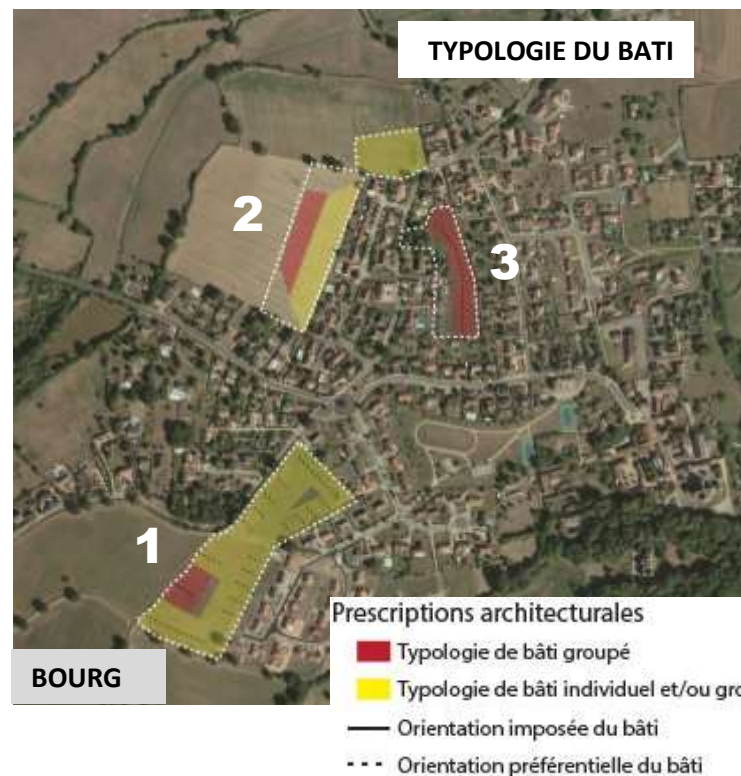 TYPOLOGIE DU BATI
2
3
1
BOURG
Prescriptions architecturales
Typologie de bâti groupé
Typologie de bâti individuel et/ou gro
Orientation imposée du bâti
Orientation préférentielle du bâti